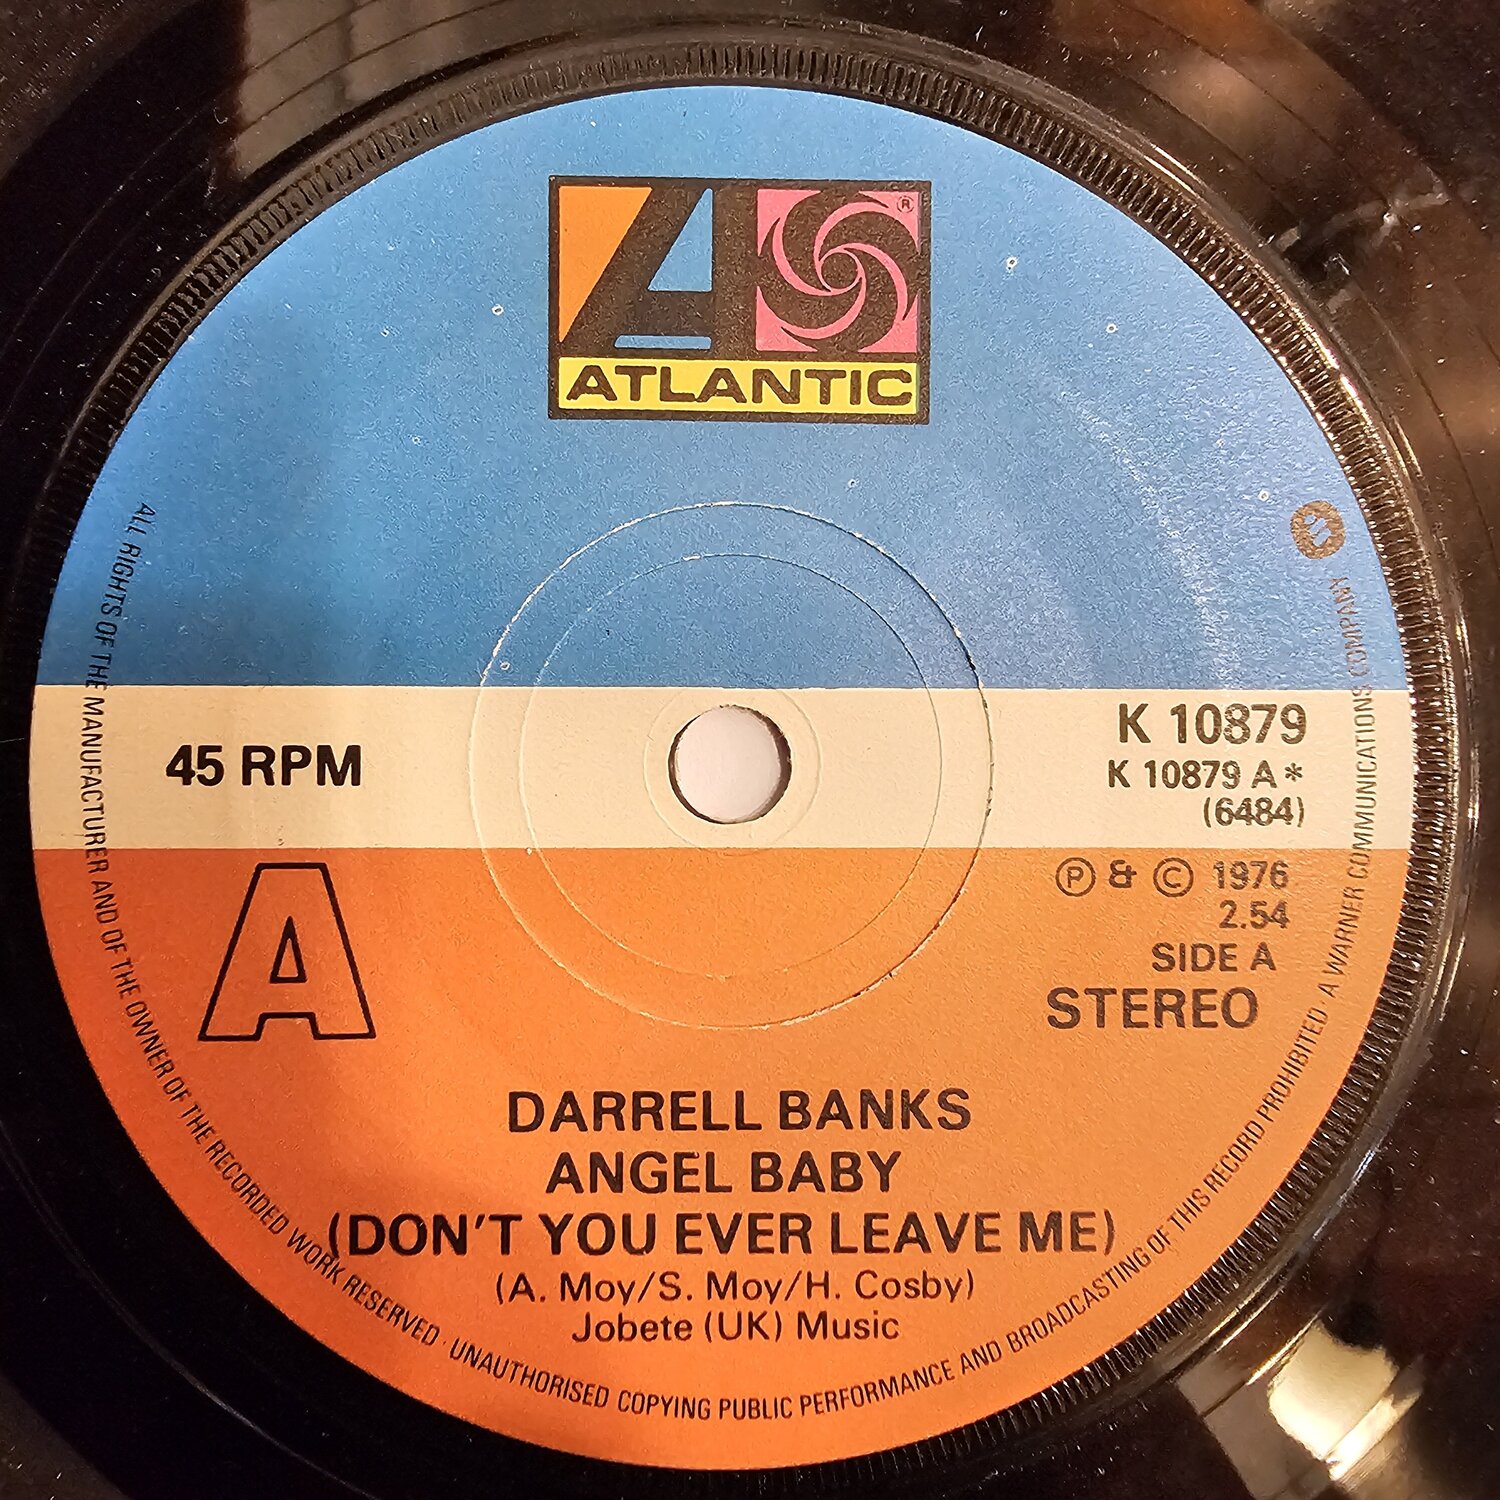 ®
ATLANTIC
45 RPM
K 10879
K 10879 A*
(6484)
A
Ⓟ & © 1976
2.54
SIDE A
STEREO
DARRELL BANKS
ANGEL BABY
(DON'T YOU EVER LEAVE ME)
(A. Moy/S. Moy/H. Cosby)
Jobete (UK) Music
ALL RIGHTS OF THE MANUFACTURER AND OF THE OWNER OF THE RECORDED WORK RESERVED · UNAUTHORISED COPYING PUBLIC PERFORMANCE AND BROADCASTING OF THIS RECORD PROHIBITED · A WARNER COMMUNICATIONS COMPANY